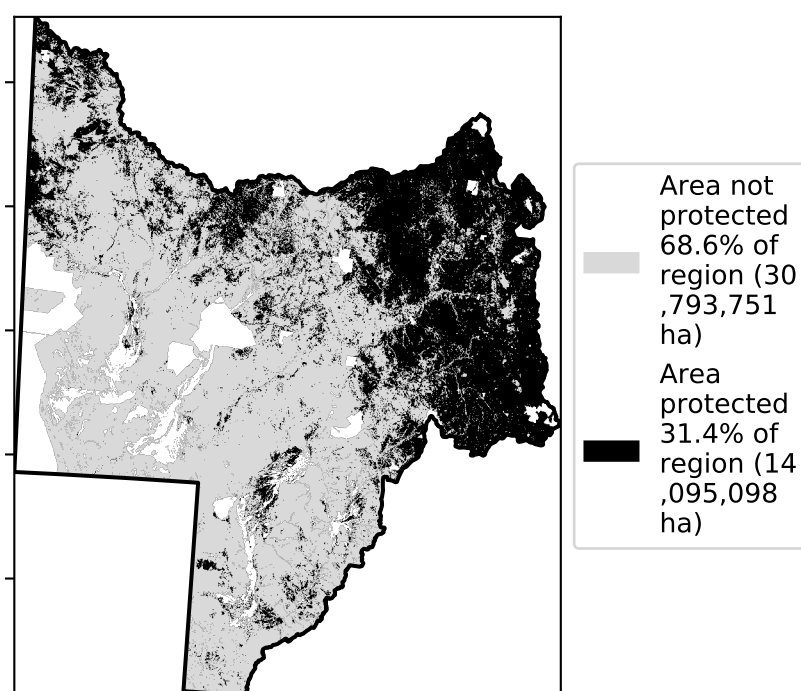 Area not
protected
68.6% of
region (30
,793,751
ha)
Area
protected
31.4% of
region (14
,095,098
ha)